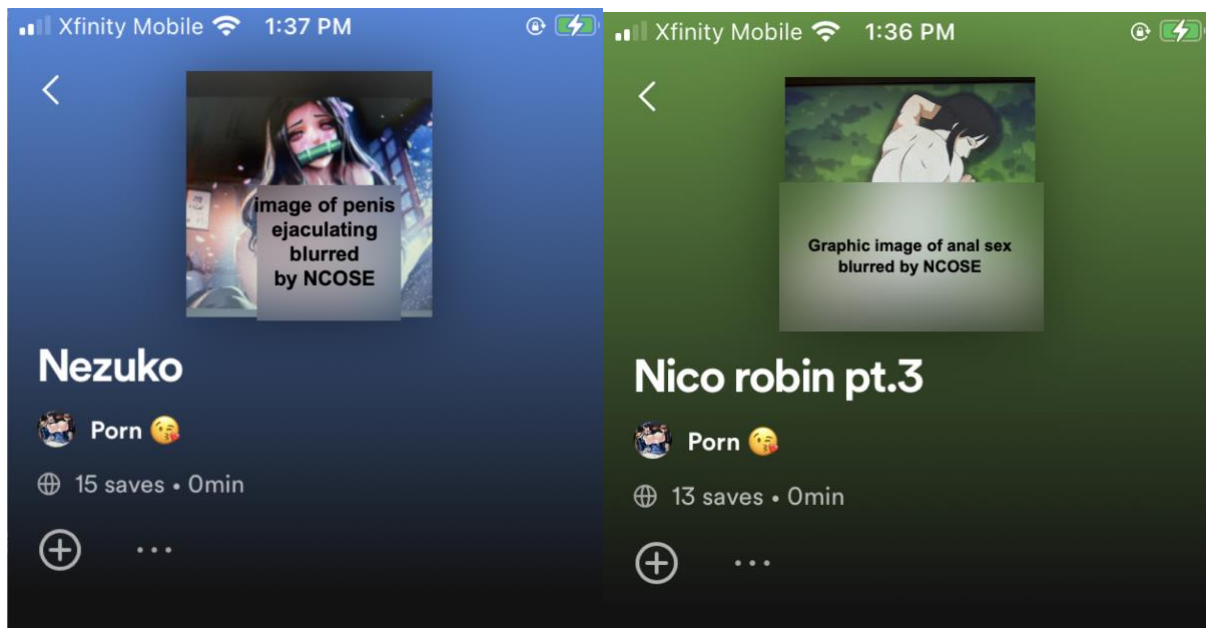 Xfinity Mobile 1:37 PM
image of penis
ejaculating
blurred
by NCOSE
Nezuko
Porn 😘
15 saves • 0min
Xfinity Mobile 1:36 PM
Graphic image of anal sex
blurred by NCOSE
Nico robin pt.3
Porn 😘
13 saves • 0min